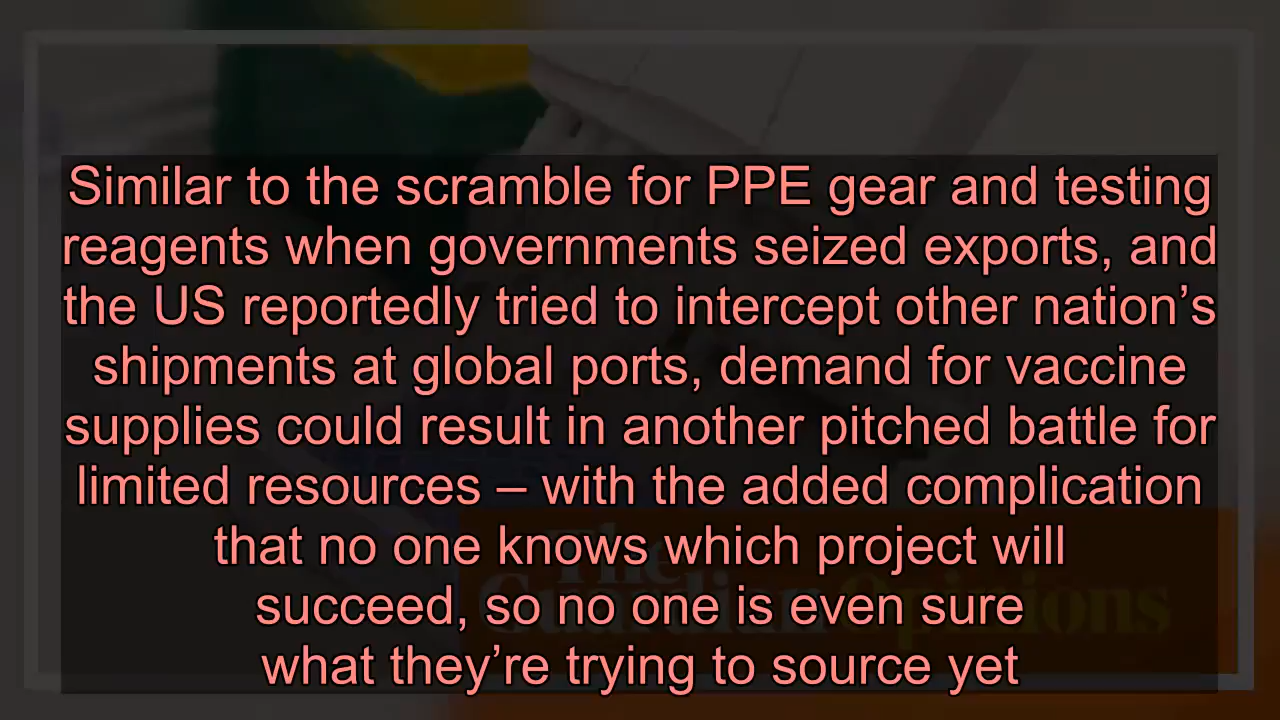 Similar to the scramble for PPE gear and testing
reagents when governments seized exports, and
the US reportedly tried to intercept other nation’s
shipments at global ports, demand for vaccine
supplies could result in another pitched battle for
limited resources – with the added complication
that no one knows which project will
succeed, so no one is even sure
what they’re trying to source yet
The
Guardian Opinions